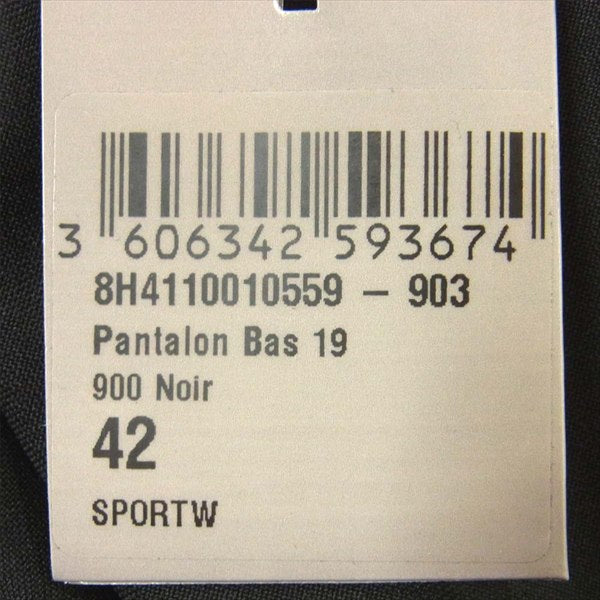 3 606342 593674
8H4110010559 – 903
Pantalon Bas 19
900 Noir
42
SPORTW